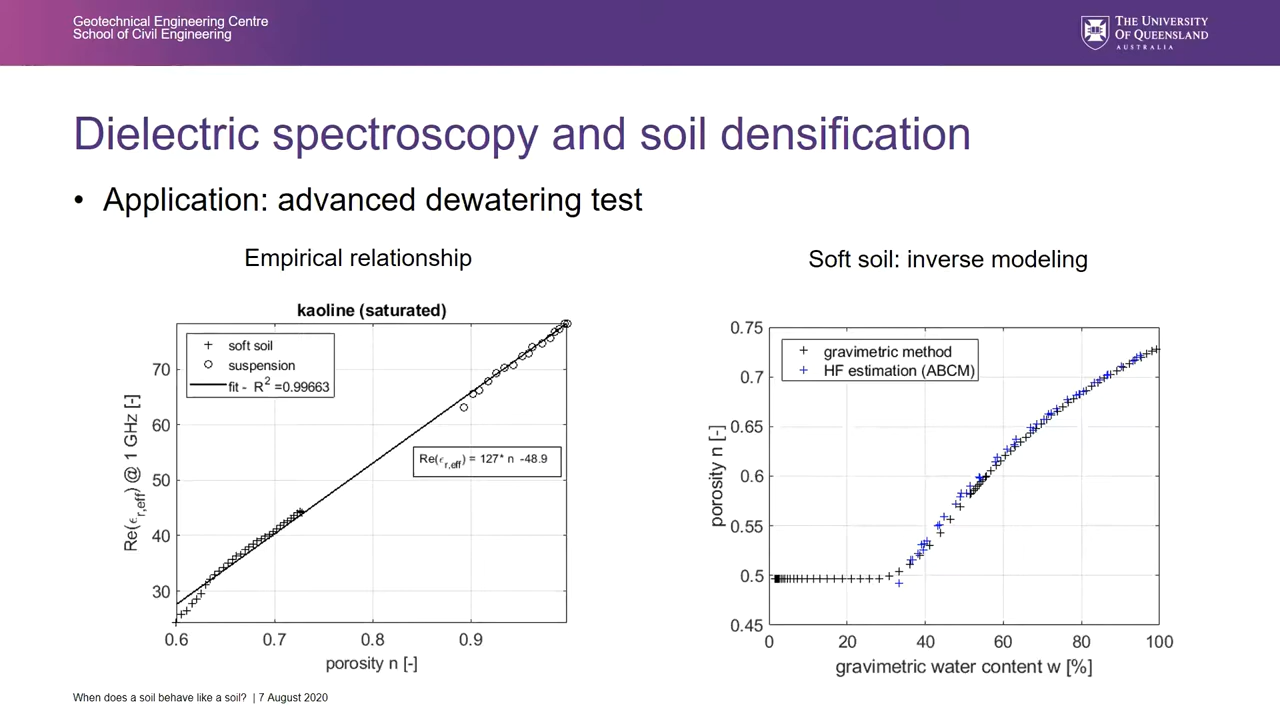 Geotechnical Engineering Centre
School of Civil Engineering
THE UNIVERSITY
OF QUEENSLAND
AUSTRALIA
Dielectric spectroscopy and soil densification
• Application: advanced dewatering test
Empirical relationship
kaoline (saturated)
soft soil
suspension
fit - R² =0.99663
Re(ϵr,eff) = 127* n -48.9
Re(ϵr,eff) @ 1 GHz [-]
70
60
50
40
30
0.6 0.7 0.8 0.9
porosity n [-]
Soft soil: inverse modeling
gravimetric method
HF estimation (ABCM)
porosity n [-]
0.75
0.7
0.65
0.6
0.55
0.5
0.45
0 20 40 60 80 100
gravimetric water content w [%]
When does a soil behave like a soil? | 7 August 2020